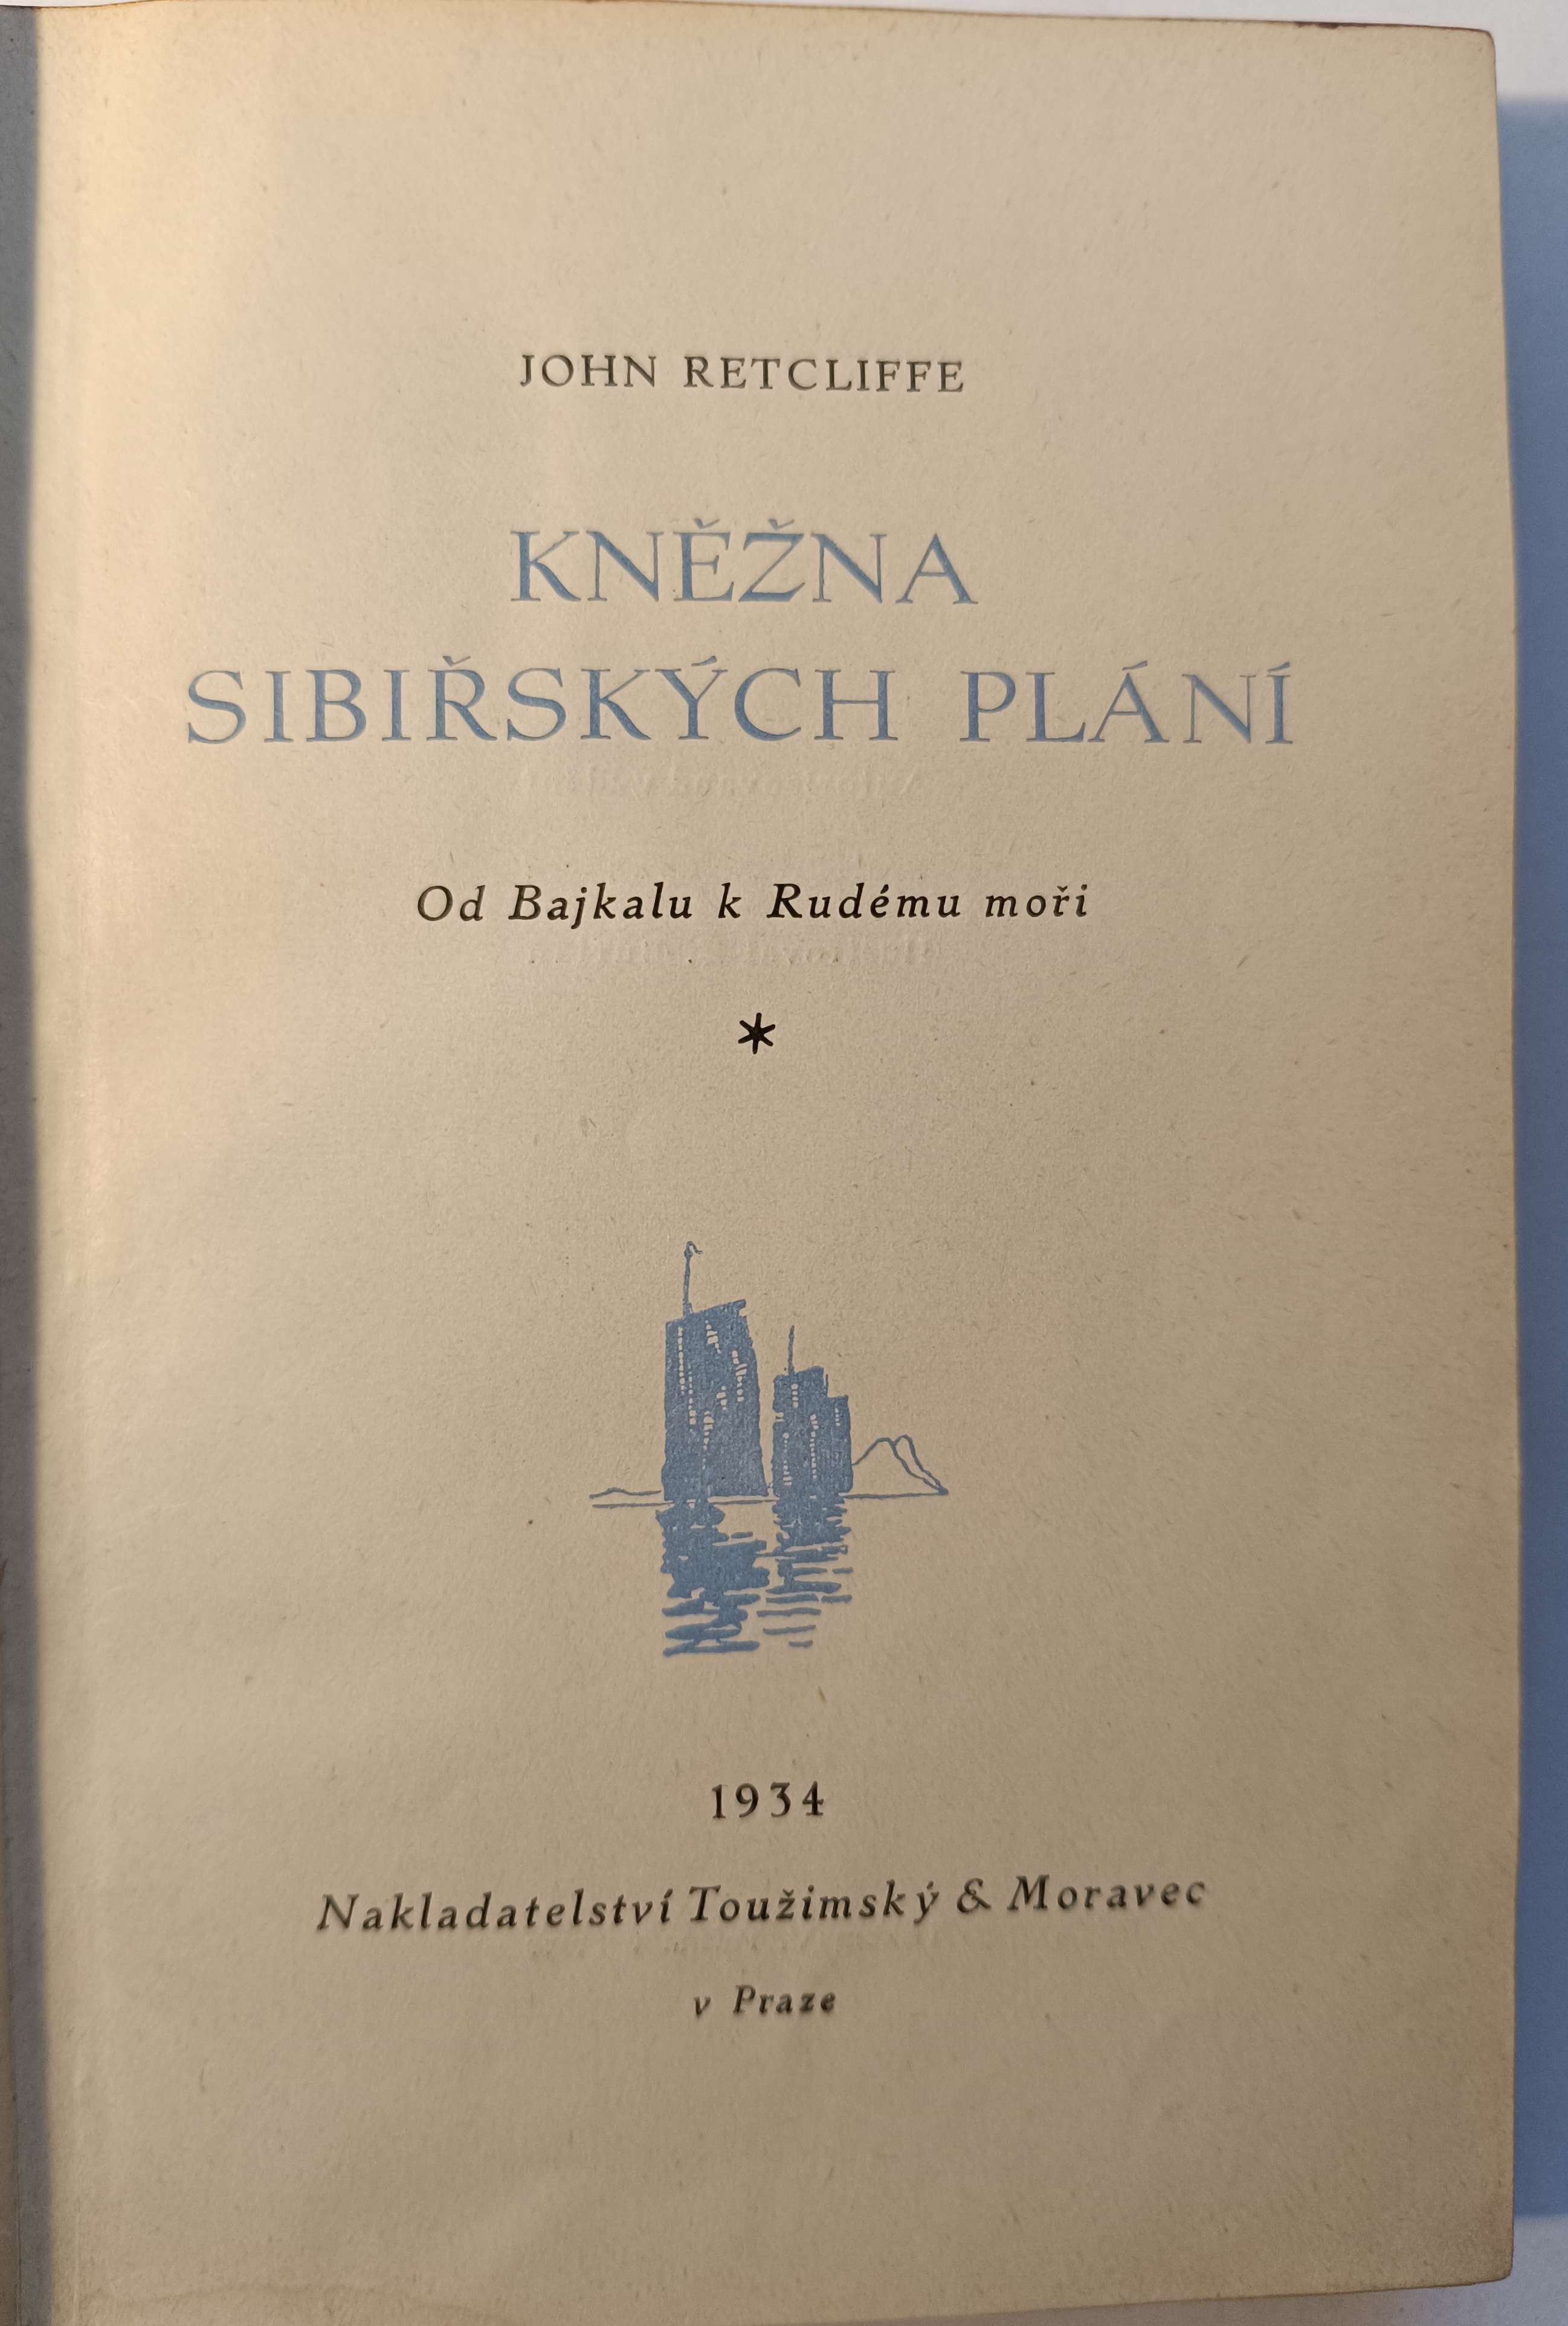 JOHN RETCLIFFE
KNĚŽNA
SIBIŘSKÝCH PLÁNÍ
Od Bajkalu k Rudému moři
*
1934
Nakladatelství Toužimský & Moravec
v Praze